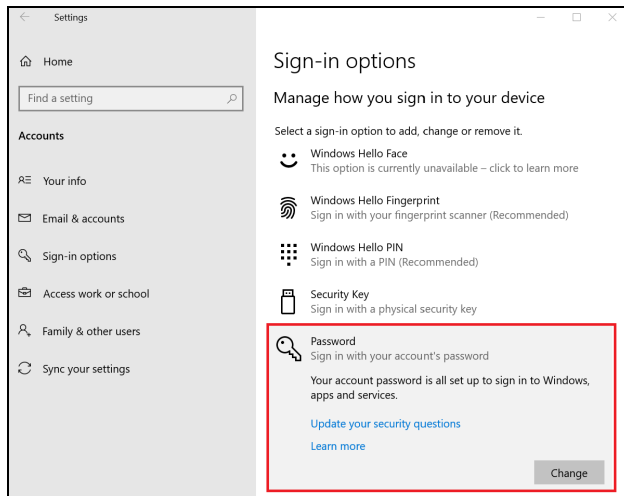 Settings
Home
Find a setting
Accounts
Your info
Email & accounts
Sign-in options
Access work or school
Family & other users
Sync your settings
Sign-in options
Manage how you sign in to your device
Select a sign-in option to add, change or remove it.
Windows Hello Face
This option is currently unavailable – click to learn more
Windows Hello Fingerprint
Sign in with your fingerprint scanner (Recommended)
Windows Hello PIN
Sign in with a PIN (Recommended)
Security Key
Sign in with a physical security key
Password
Sign in with your account's password
Your account password is all set up to sign in to Windows,
apps and services.
Update your security questions
Learn more
Change